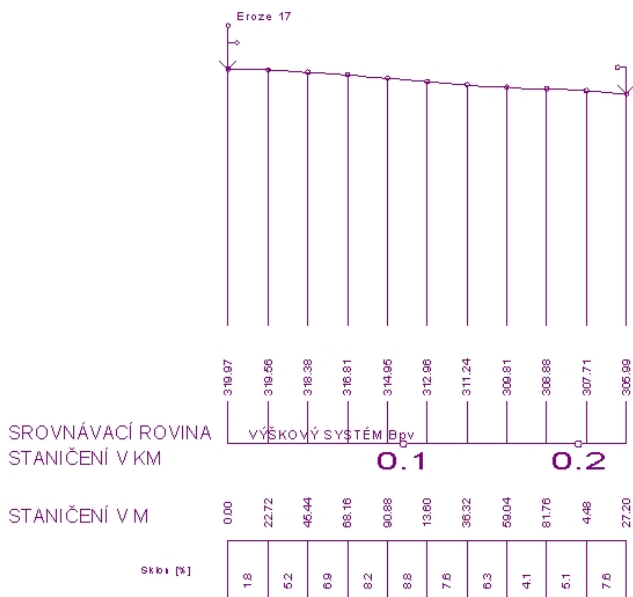 Eroze 17
319.97 319.56 318.38 316.81 314.95 312.96 311.24 309.81 308.88 307.71 305.99
SROVNÁVACÍ ROVINA VÝŠKOVÝ SYSTÉM Bpv
STANIČENÍ V KM 0.1 0.2
STANIČENÍ V M 0.00 22.72 45.44 68.16 90.88 13.60 36.32 59.04 81.76 4.48 27.20
Sklon [%] 1.8 5.2 6.9 8.2 8.8 7.6 6.3 4.1 5.1 7.6